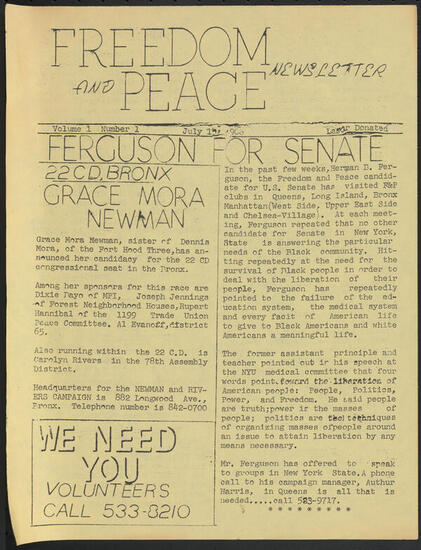 FREEDOM
AND PEACE NEWSLETTER
Volume 1 Number 1 July 15, 1968 Labor Donated
FERGUSON FOR SENATE
22 CD, BRONX
GRACE MORA
NEWMAN
Grace Mora Newman, sister of Dennis
Mora, of the Fort Hood Three, has an-
nounced her candidacy for the 22 CD
congressional seat in the Bronx.
Among her sponsors for this race are
Dixie Bayo of MPI, Joseph Jennings
of Forest Neighborhood Houses, Rupert
Hannibal of the 1199 Trade Union
Peace Committee. Al Evanoff, district
65.
Also running within the 22 C.D. is
Carolyn Rivers in the 78th Assembly
District.
Headquarters for the NEWMAN and RIV-
ERS CAMPAIGN is 882 Longwood Ave.,
Bronx. Telephone number is 842-0700
WE NEED
YOU
VOLUNTEERS
CALL 533-8210
In the past few weeks, Herman B. Fer-
guson, the Freedom and Peace candid-
ate for U.S. Senate has visited F&P
clubs in Queens, Long Island, Bronx
Manhattan (West Side, Upper East Side
and Chelsea-Village). At each meet-
ing, Ferguson repeated that no other
candidate for Senate in New York,
State is answering the particular
needs of the Black community. Hit-
ting repeatedly at the need for the
survival of Black people in order to
deal with the liberation of their
people, Ferguson has repeatedly
pointed to the failure of the ed-
ucation system, the medical system
and every facit of American life
to give to Black Americans and white
Americans a meaningful life.
The former assistant principle and
teacher pointed out in his speech at
the NYU medical committee that four
words point toward the liberation of
American people: People, Politics,
Power, and Freedom. He said people
are truth; power is the masses of
people; politics are the techniques
of organizing masses ofpeople around
an issue to attain liberation by any
means necessary.
Mr. Ferguson has offered to speak
to groups in New York State. A phone
call to his campaign manager, Authur
Harris, in Queens is all that is
needed.....call 523-9717.
* * * * * * * * *